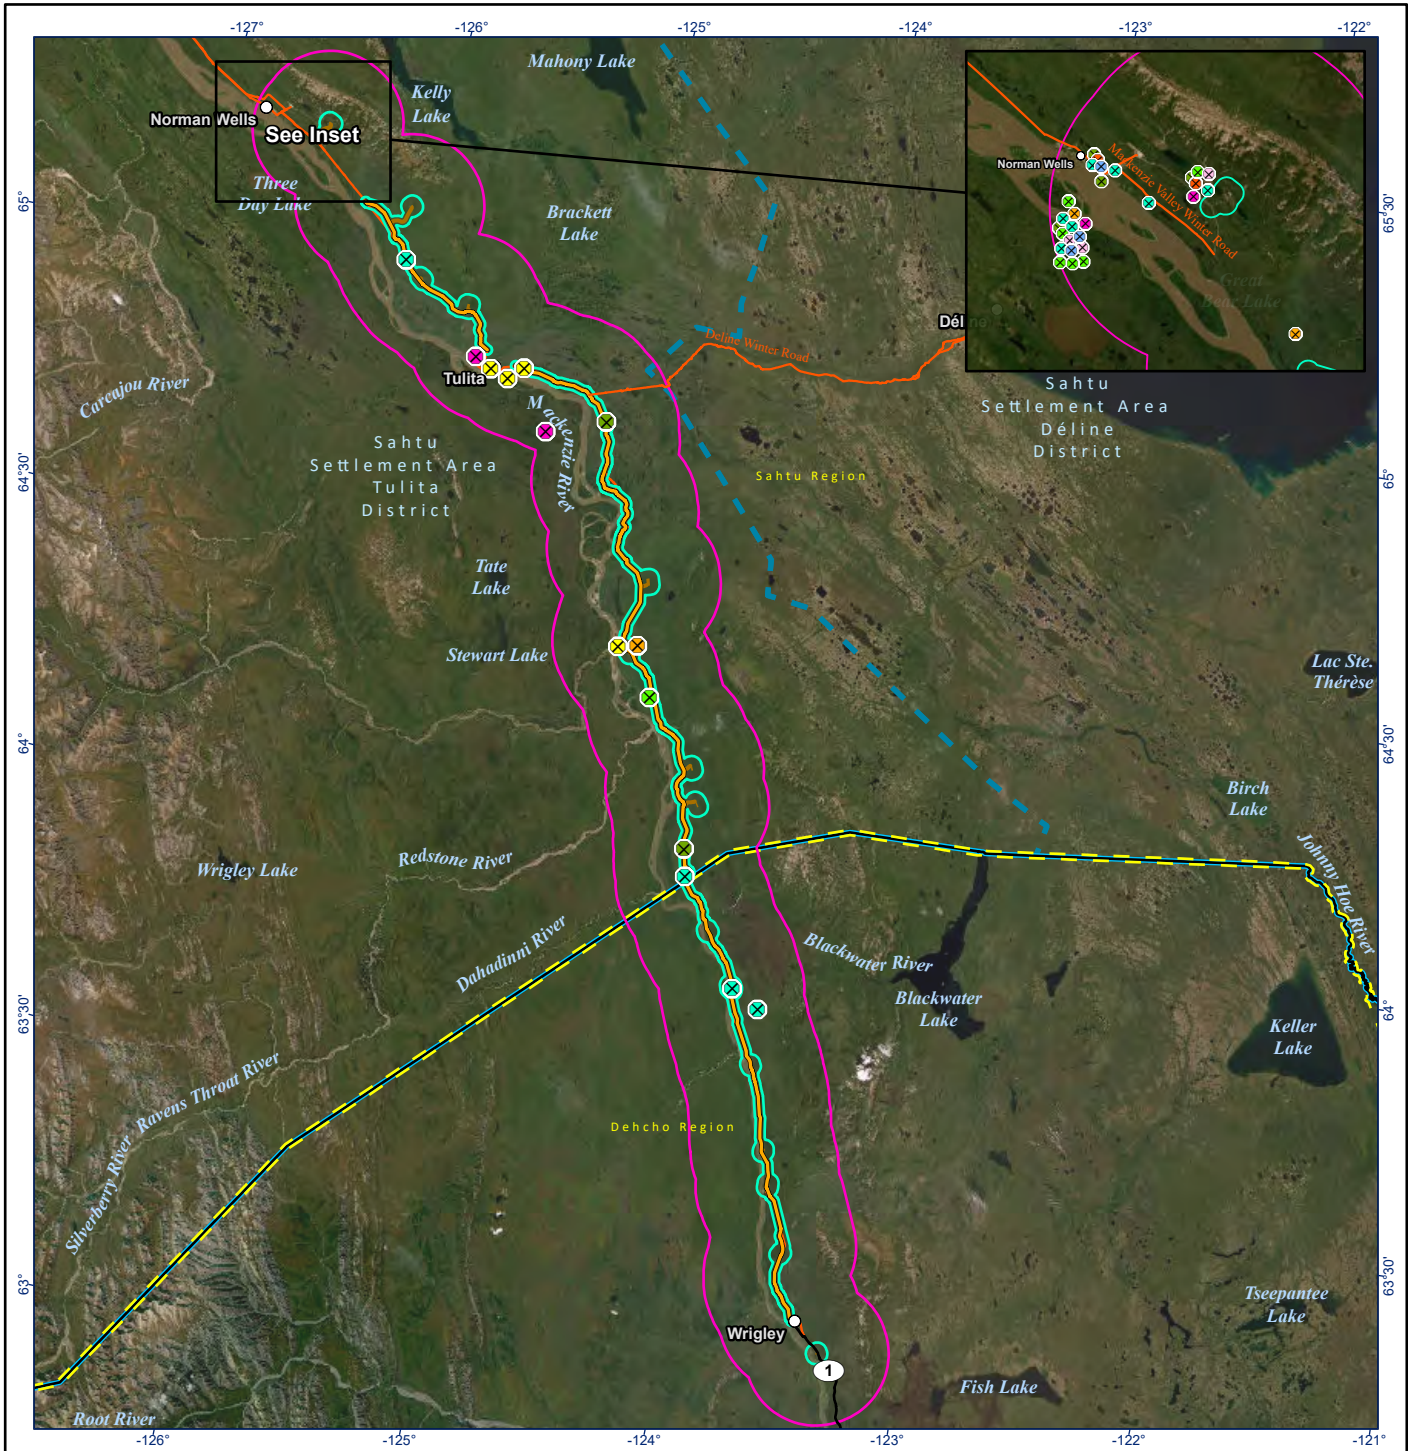 -127°
-126°
-125°
-124°
-123°
-122°
Mahony Lake
Kelly
Lake
Norman Wells
See Inset
Three
Day Lake
Brackett
Lake
Norman Wells
Mackenzie Valley Winter Road
Great
Bear Lake
65°
65°30'
Déline
Deline Winter Road
Carcajou River
Tulita
Mackenzie River
Sahtu
Settlement Area
Déline
District
Sahtu
Settlement Area
Tulita
District
Sahtu Region
64°30'
65°
Tate
Lake
Stewart Lake
Lac Ste.
Thérèse
64°
64°30'
Birch
Lake
Redstone River
Wrigley Lake
Johnny Hoe River
Dahadinni River
Blackwater River
Blackwater
Lake
63°30'
64°
Keller
Lake
Ravens Throat River
Silverberry River
Dehcho Region
63°
63°30'
Tseepantee
Lake
Wrigley
1
Fish Lake
Root River
-126°
-125°
-124°
-123°
-122°
-121°